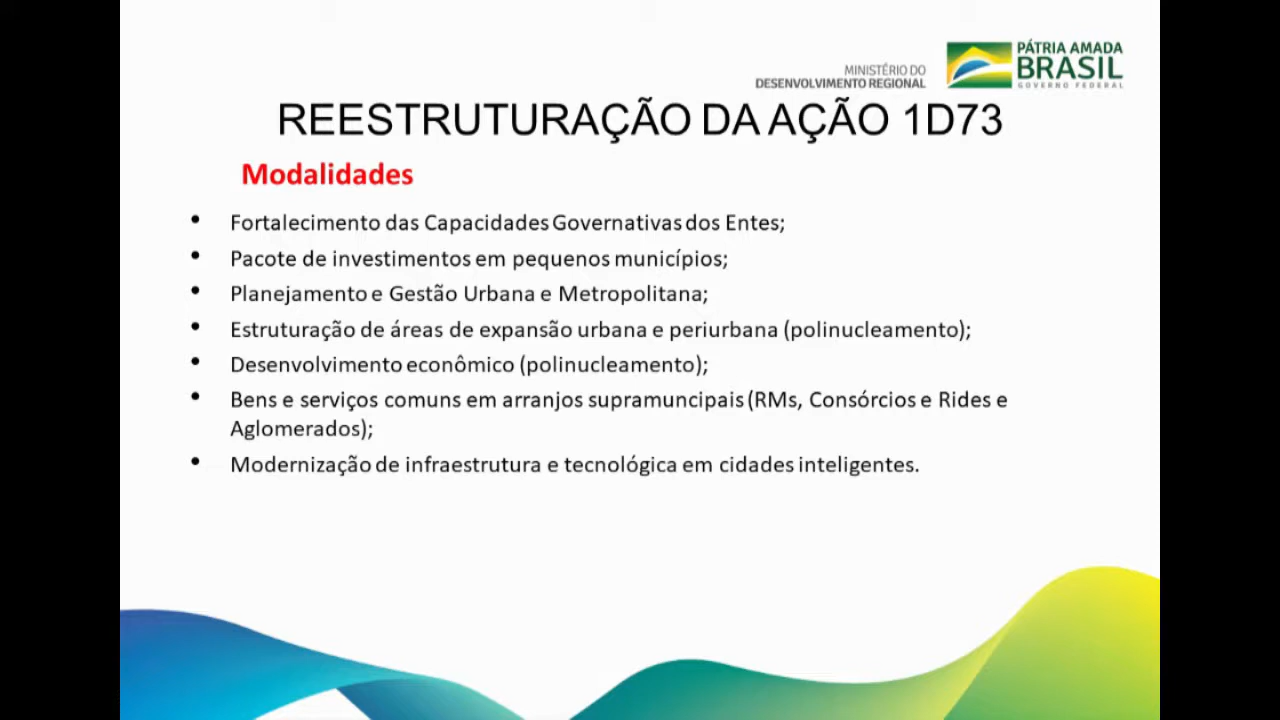 MINISTÉRIO DO
DESENVOLVIMENTO REGIONAL
PÁTRIA AMADA
BRASIL
GOVERNO FEDERAL
REESTRUTURAÇÃO DA AÇÃO 1D73
Modalidades
• Fortalecimento das Capacidades Governativas dos Entes;
• Pacote de investimentos em pequenos municípios;
• Planejamento e Gestão Urbana e Metropolitana;
• Estruturação de áreas de expansão urbana e periurbana (polinucleamento);
• Desenvolvimento econômico (polinucleamento);
• Bens e serviços comuns em arranjos supramuncipais (RMs, Consórcios e Rides e
Aglomerados);
• Modernização de infraestrutura e tecnológica em cidades inteligentes.